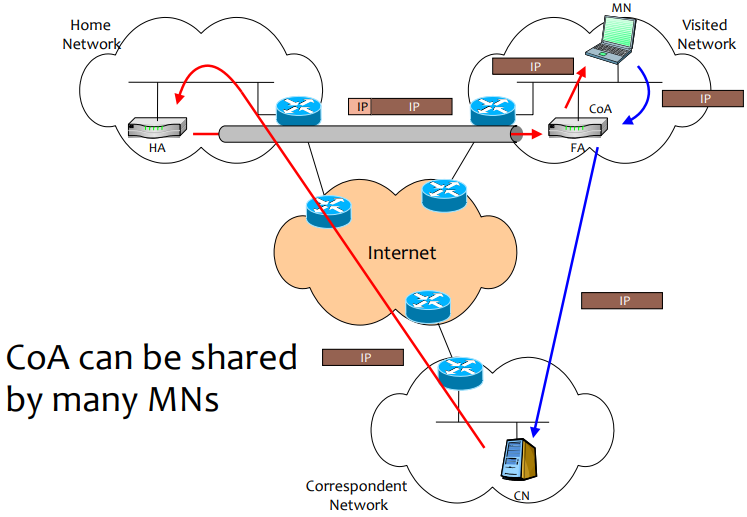 Home
Network
MN
Visited
Network
IP
IP
IP
IP
CoA
HA
FA
Internet
IP
IP
CoA can be shared
by many MNs
Correspondent
Network
CN